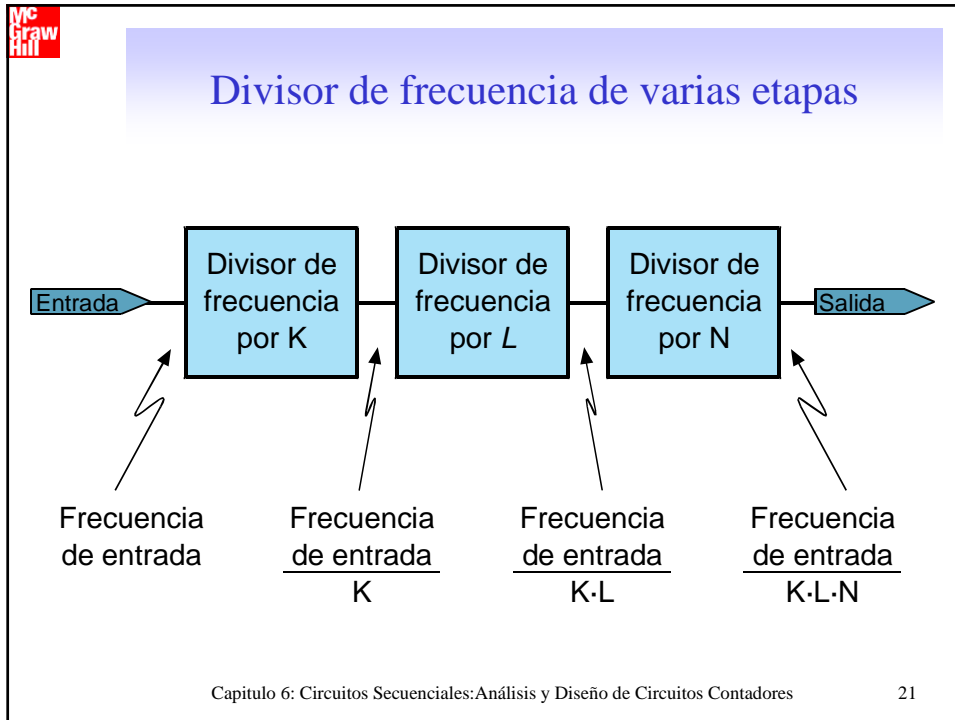 Mc
Graw
Hill
Divisor de frecuencia de varias etapas
Entrada
Divisor de
frecuencia
por K
Divisor de
frecuencia
por L
Divisor de
frecuencia
por N
Salida
Frecuencia
de entrada
Frecuencia
de entrada
K
Frecuencia
de entrada
K·L
Frecuencia
de entrada
K·L·N
Capitulo 6: Circuitos Secuenciales:Análisis y Diseño de Circuitos Contadores
21